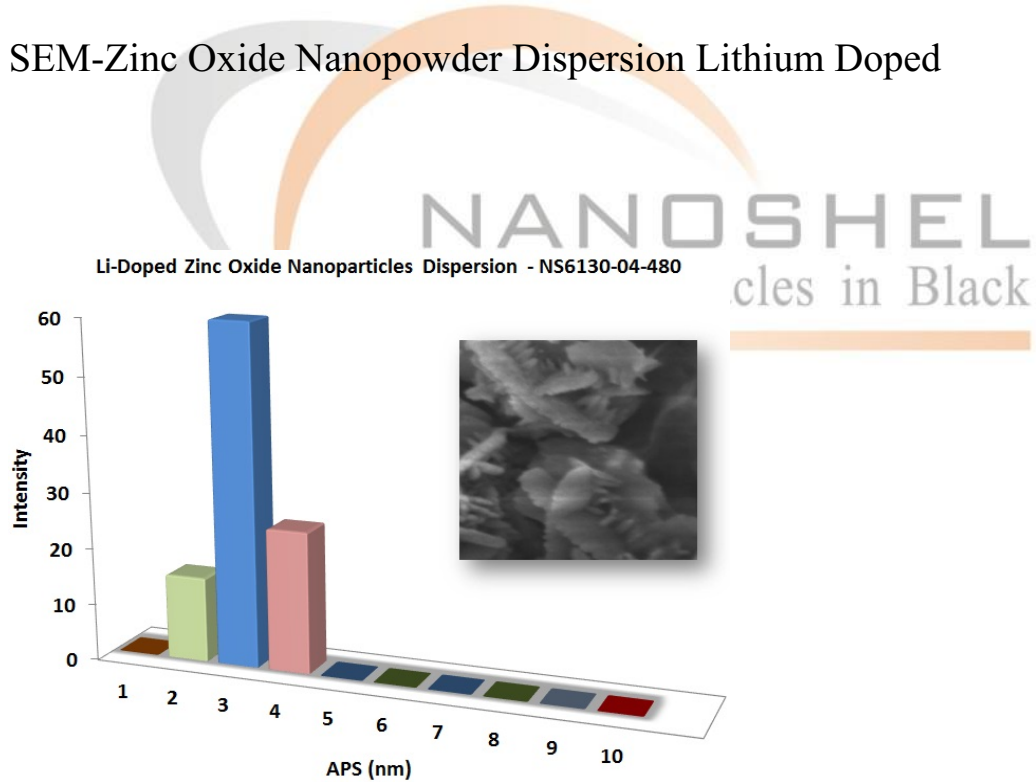 SEM-Zinc Oxide Nanopowder Dispersion Lithium Doped
NANOSHEL
cles in Black
Li-Doped Zinc Oxide Nanoparticles Dispersion - NS6130-04-480
Intensity
60
50
40
30
20
10
0
1 2 3 4 5 6 7 8 9 10
APS (nm)